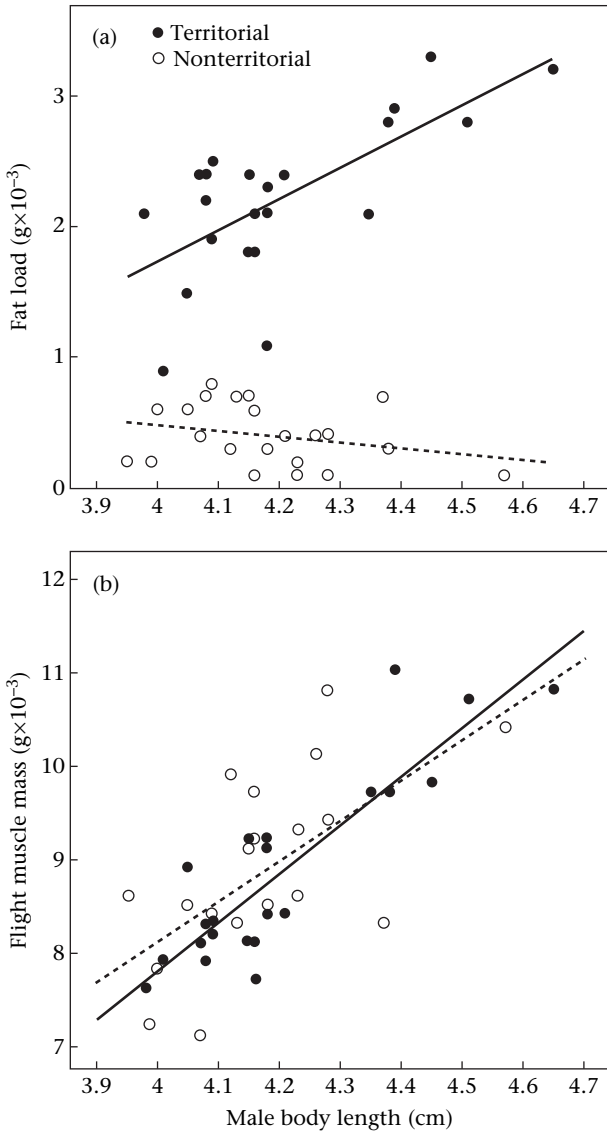 (a)
Territorial
Nonterritorial
3
2
1
0
Fat load (g×10⁻³)
3.9 4 4.1 4.2 4.3 4.4 4.5 4.6 4.7
(b)
12
11
10
9
8
7
Flight muscle mass (g×10⁻³)
3.9 4 4.1 4.2 4.3 4.4 4.5 4.6 4.7
Male body length (cm)